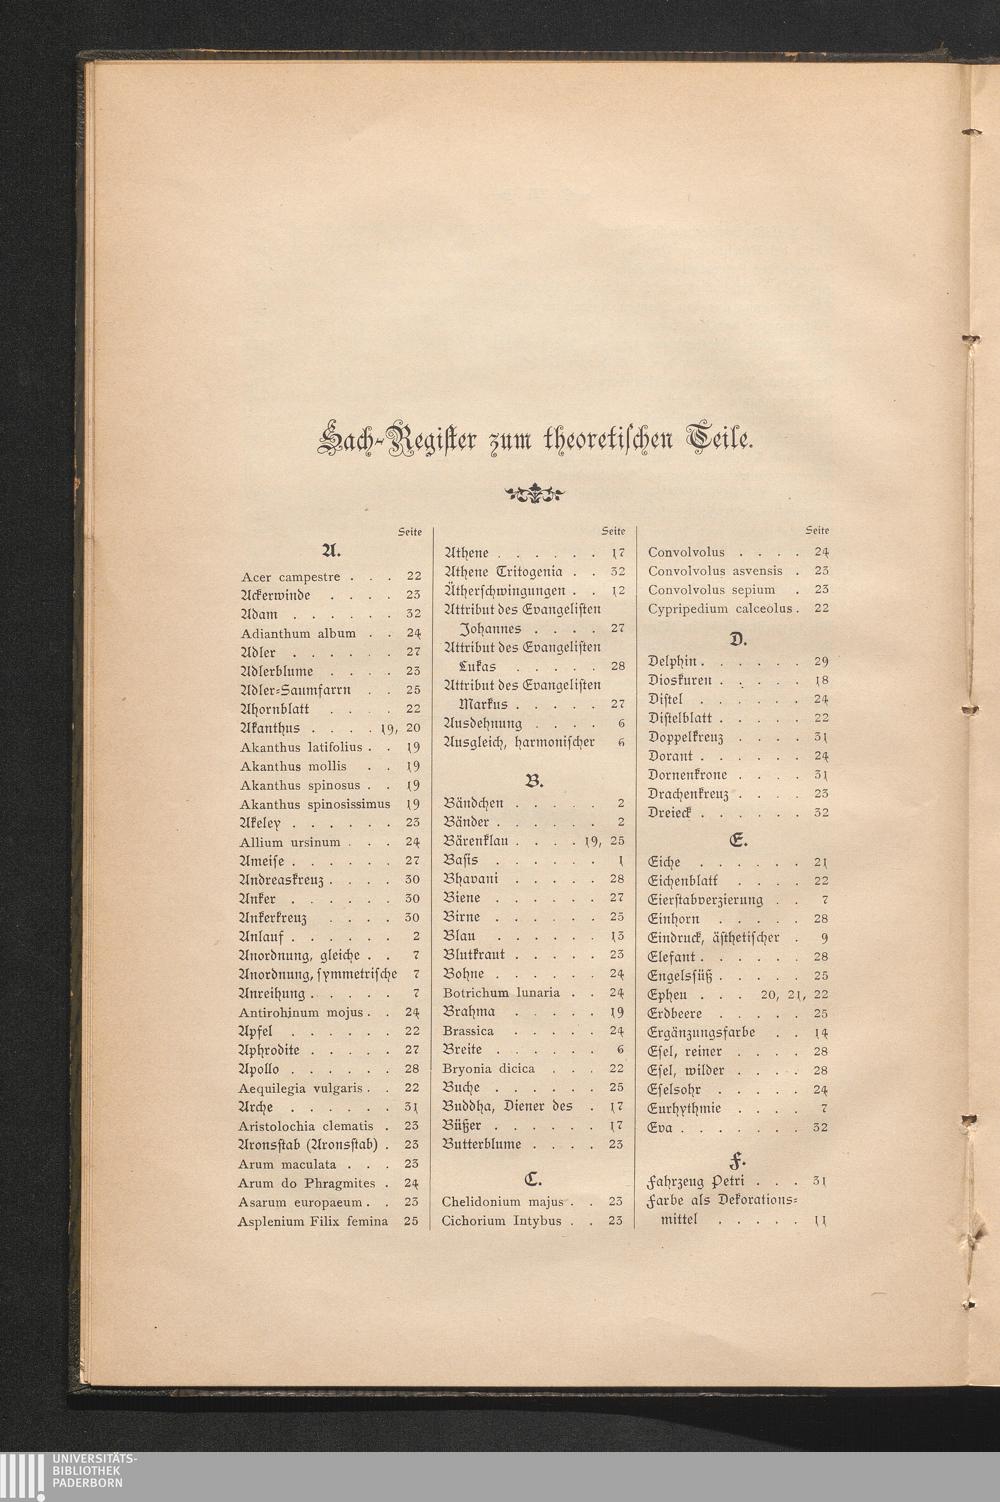 Sach-Register zum theoretischen Teile.
Seite
A.
Acer campestre . . . 22
Ackerwinde . . . . 23
Adam . . . . . . 32
Adianthum album . . 24
Adler . . . . . . 27
Adlerblume . . . . 23
Adler-Saumfarrn . . 25
Ahornblatt . . . . 22
Akanthus . . . . 19, 20
Akanthus latifolius . . 19
Akanthus mollis . . 19
Akanthus spinosus . . 19
Akanthus spinosissimus 19
Akeley . . . . . . 23
Allium ursinum . . . 24
Ameise . . . . . . 27
Andreaskreuz . . . . 30
Anker . . . . . . 30
Ankerkreuz . . . . 30
Anlauf . . . . . . 2
Anordnung, gleiche . . 7
Anordnung, symmetrische 7
Anreihung . . . . . 7
Antirohinum mojus . . 24
Apfel . . . . . . 22
Aphrodite . . . . . 27
Apollo . . . . . . 28
Aequilegia vulgaris . . 22
Arche . . . . . . 31
Aristolochia clematis . 23
Aronsstab (Aronsstab) . 23
Arum maculata . . . 23
Arum do Phragmites . 24
Asarum europaeum . . 23
Asplenium Filix femina 25
Seite
Athene . . . . . . 17
Athene Tritogenia . . 32
Ätherschwingungen . . 12
Attribut des Evangelisten
Johannes . . . . 27
Attribut des Evangelisten
Lukas . . . . . 28
Attribut des Evangelisten
Markus . . . . . 27
Ausdehnung . . . . 6
Ausgleich, harmonischer 6
B.
Bändchen . . . . . 2
Bänder . . . . . . 2
Bärenklau . . . . 19, 25
Basis . . . . . . 1
Bhavani . . . . . 28
Biene . . . . . . 27
Birne . . . . . . 25
Blau . . . . . . 13
Blutkraut . . . . . 23
Bohne . . . . . . 24
Botrichum lunaria . . 24
Brahma . . . . . 19
Brassica . . . . . 24
Breite . . . . . . 6
Bryonia dicica . . . 22
Buche . . . . . . 25
Buddha, Diener des . 17
Büßer . . . . . . 17
Butterblume . . . . 23
C.
Chelidonium majus . . 23
Cichorium Intybus . . 23
Seite
Convolvolus . . . . 24
Convolvolus asvensis . 23
Convolvolus sepium . 23
Cypripedium calceolus . 22
D.
Delphin . . . . . . 29
Dioskuren . . . . . 18
Distel . . . . . . 24
Distelblatt . . . . . 22
Doppelkreuz . . . . 31
Dorant . . . . . . 24
Dornenkrone . . . . 31
Drachenkreuz . . . . 23
Dreieck . . . . . . 32
E.
Eiche . . . . . . 21
Eichenblatt . . . . 22
Eierstabverzierung . . 7
Einhorn . . . . . 28
Eindruck, ästhetischer . 9
Elefant . . . . . . 28
Engelsüß . . . . . 25
Epheu . . . 20, 21, 22
Erdbeere . . . . . 25
Ergänzungsfarbe . . 14
Esel, reiner . . . . 28
Esel, wilder . . . . 28
Eselsohr . . . . . 24
Eurhythmie . . . . 7
Eva . . . . . . . 32
F.
Fahrzeug Petri . . . 31
Farbe als Dekorations-
mittel . . . . . 11
UNIVERSITÄTS-
BIBLIOTHEK
PADERBORN